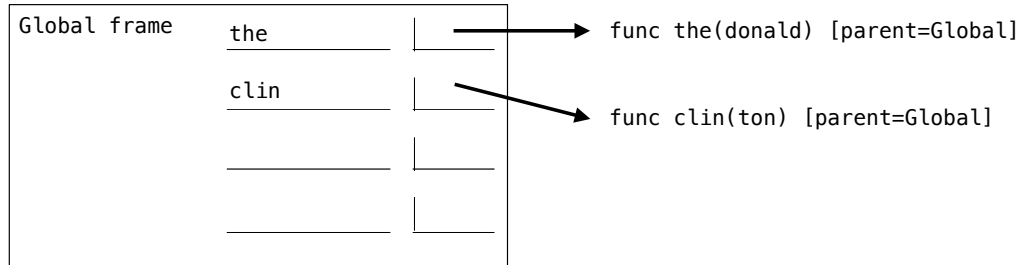 Global frame the func the(donald) [parent=Global]
clin func clin(ton) [parent=Global]